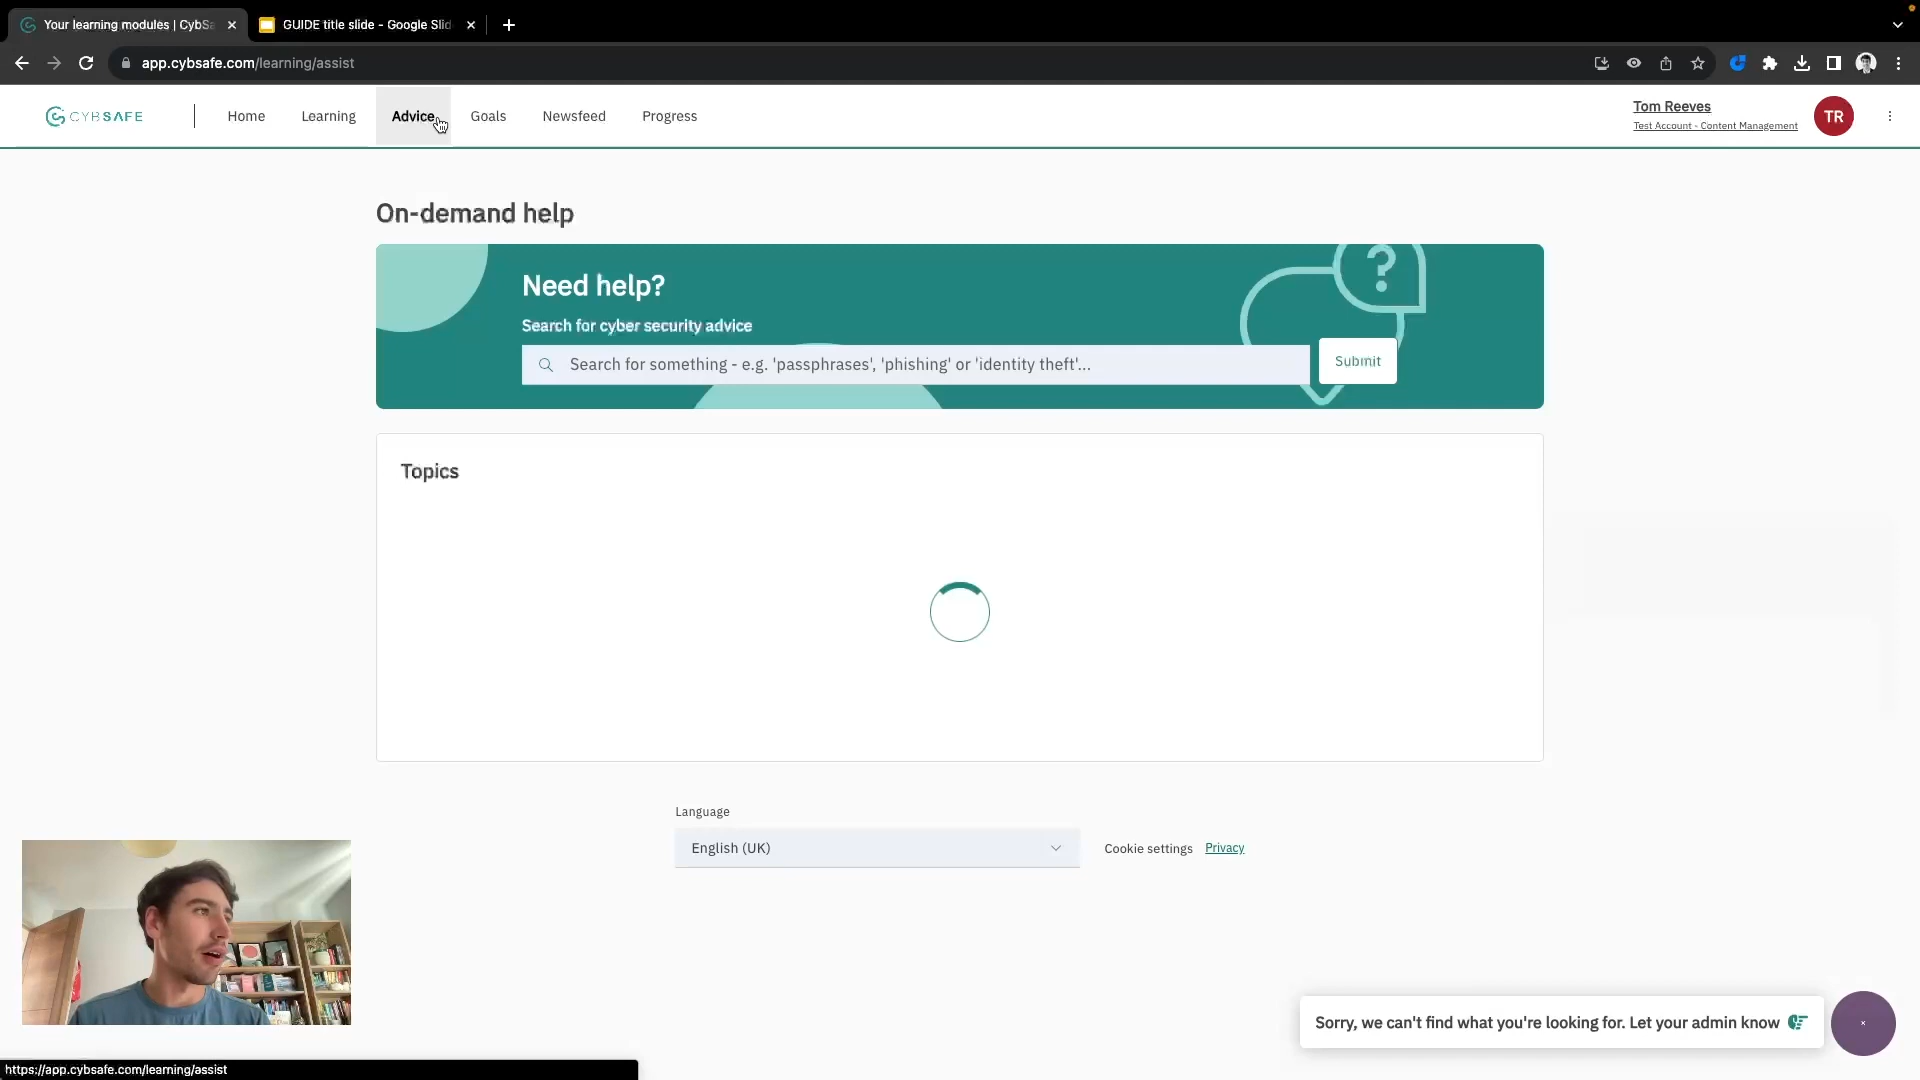 Your learning modules | CybSa
GUIDE title slide - Google Slid
app.cybsafe.com/learning/assist
CYBSAFE
Home
Learning
Advice
Goals
Newsfeed
Progress
Tom Reeves
Test Account - Content Management
TR
On-demand help
Need help?
Search for cyber security advice
Search for something - e.g. 'passphrases', 'phishing' or 'identity theft'...
Submit
Topics
Language
English (UK)
Cookie settings
Privacy
Sorry, we can't find what you're looking for. Let your admin know
https://app.cybsafe.com/learning/assist